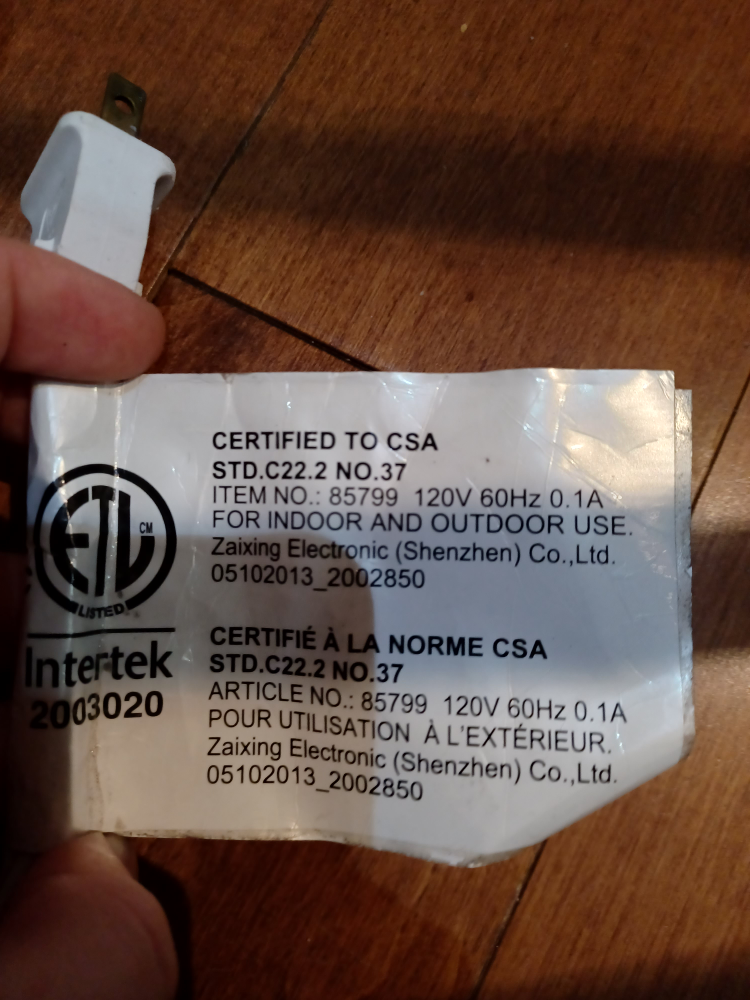 CERTIFIED TO CSA
STD.C22.2 NO.37
ITEM NO.: 85799 120V 60Hz 0.1A
FOR INDOOR AND OUTDOOR USE.
Zaixing Electronic (Shenzhen) Co.,Ltd.
05102013_2002850
ETL CM
LISTED
Intertek
2003020
CERTIFIÉ À LA NORME CSA
STD.C22.2 NO.37
ARTICLE NO.: 85799 120V 60Hz 0.1A
POUR UTILISATION À L'EXTÉRIEUR.
Zaixing Electronic (Shenzhen) Co.,Ltd.
05102013_2002850